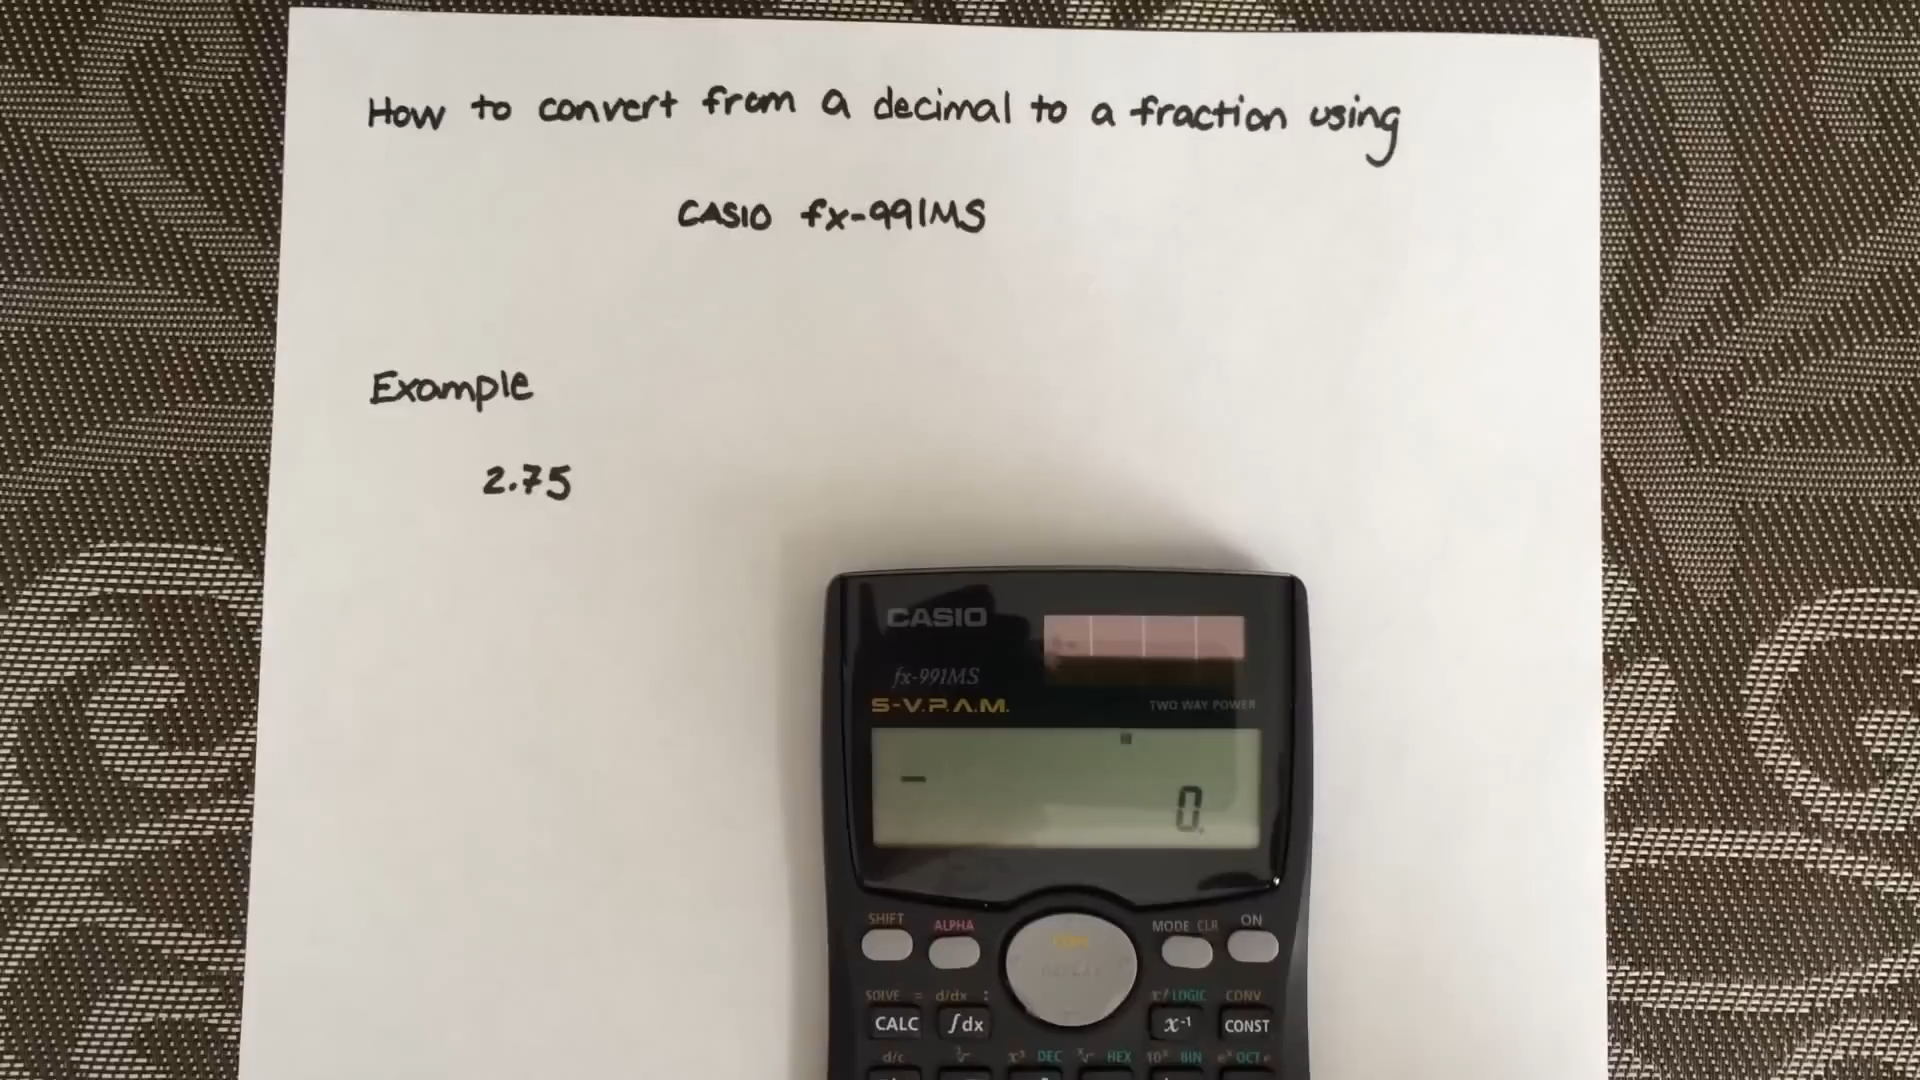 How to convert from a decimal to a fraction using
CASIO fx-991MS
Example
2.75
CASIO
fx-991MS
S-V.P.A.M.
TWO WAY POWER
0.
SHIFT ALPHA MODE CLR ON
REPLAY
SOLVE = d/dx : LOGIC CONV
CALC ∫dx x⁻¹ CONST
d/c DEC HEX BIN OCT